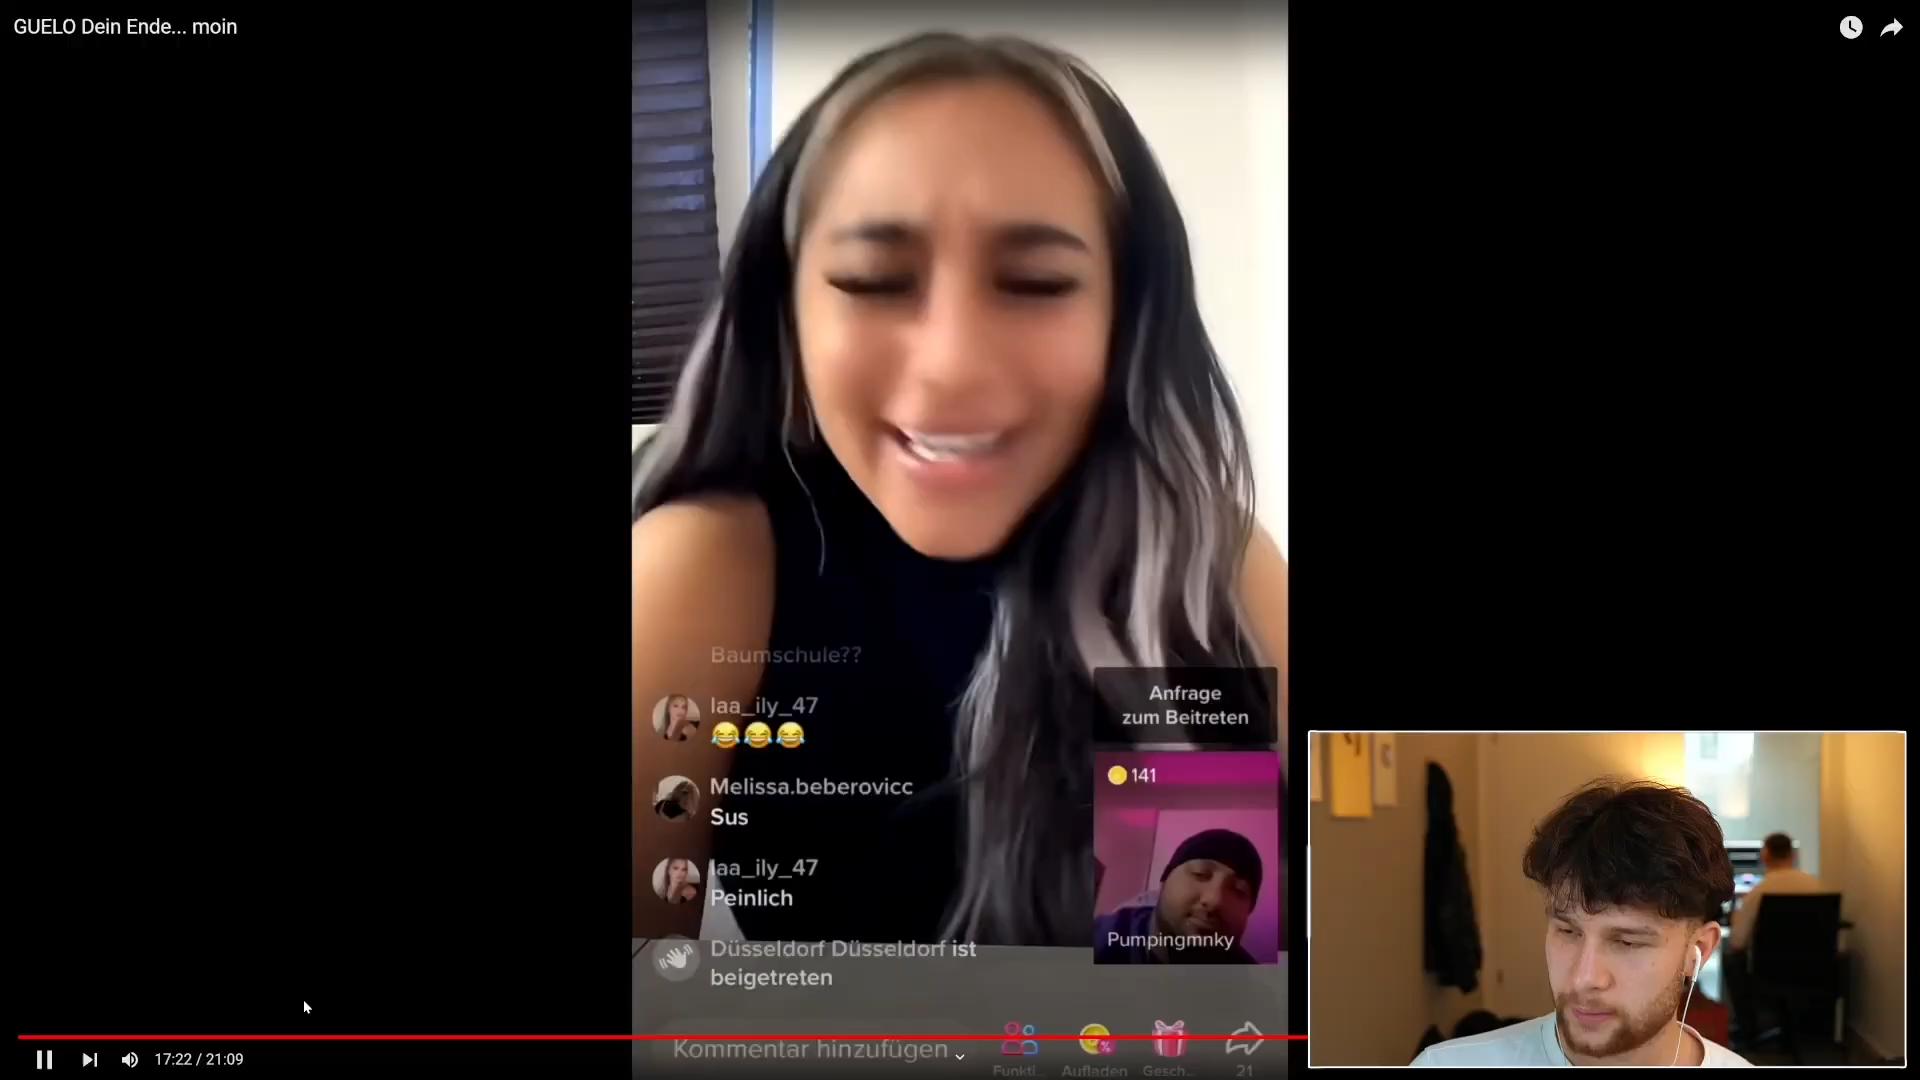 GUELO Dein Ende... moin
Baumschule??
laa_ily_47
😂😂😂
Melissa.beberovicc
Sus
laa_ily_47
Peinlich
Düsseldorf Düsseldorf ist
beigetreten
Anfrage
zum Beitreten
141
Pumpingmnky
Kommentar hinzufügen
Funkti...
Aufladen
Gesch...
21
17:22 / 21:09